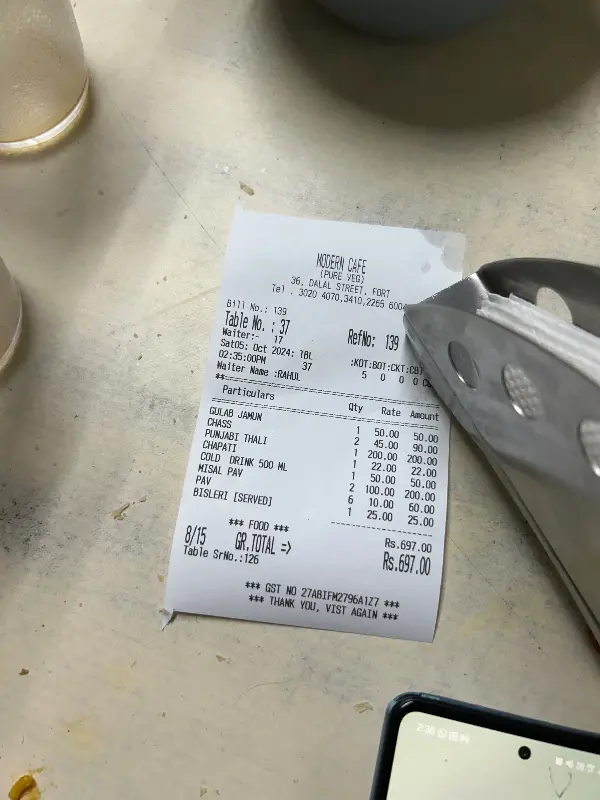 MODERN CAFE
(PURE VEG)
36, DALAL STREET, FORT
Tel . 3020 4070,3410,2265 600
Bill No.: 139
Table No. : 37 RefNo: 139
Waiter:- 17
Sat05: Oct 2024; TBL :KOT:BOT:CKT:CBT
02:35:00PM 37 5 0 0 0
Waiter Name :RAHUL
Particulars Qty Rate Amount
GULAB JAMUN 1 50.00 50.00
CHASS 2 45.00 90.00
PUNJABI THALI 1 200.00 200.00
CHAPATI 1 22.00 22.00
COLD DRINK 500 ML 1 50.00 50.00
MISAL PAV 2 100.00 200.00
PAV 6 10.00 60.00
BISLERI [SERVED] 1 25.00 25.00
*** FOOD *** Rs.697.00
8/15 GR.TOTAL => Rs.697.00
Table SrNo.:126
*** GST NO 27ABIFM2796A1Z7 ***
*** THANK YOU, VIST AGAIN ***